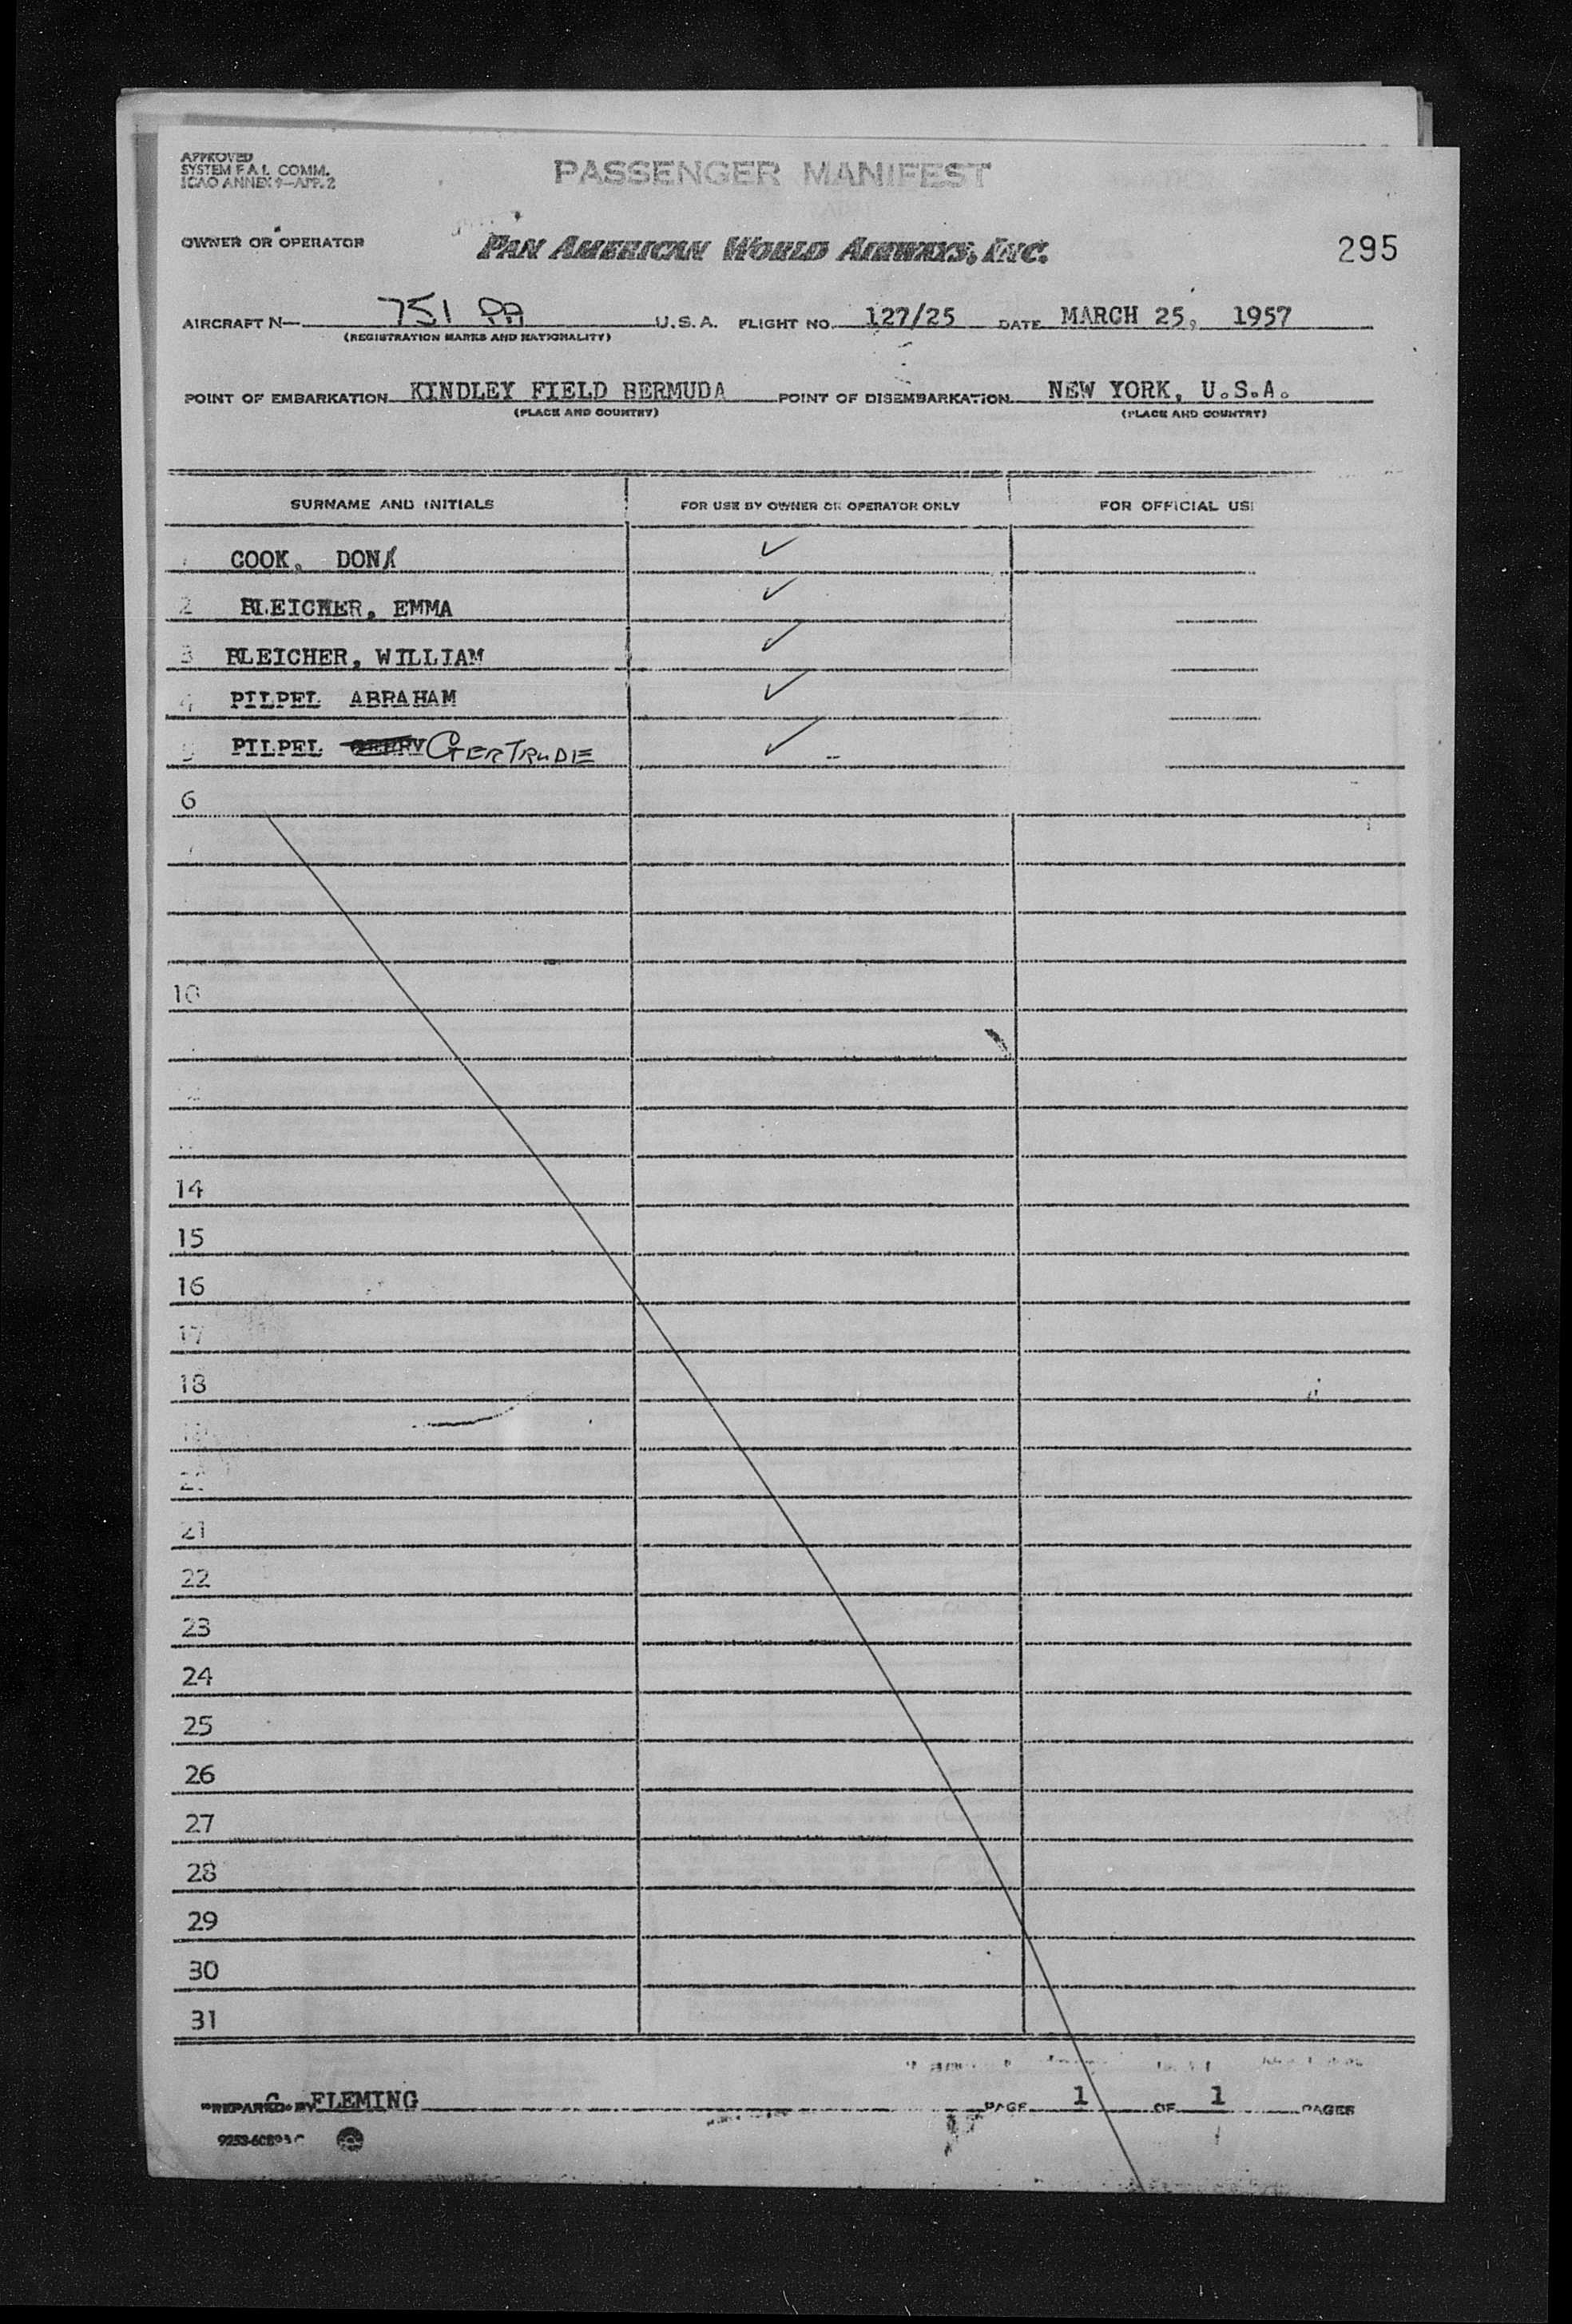 APPROVED
SYSTEM F A L COMM.
ICAO ANNEX 9-APP. 2
PASSENGER MANIFEST
OWNER OR OPERATOR PAN AMERICAN WORLD AIRWAYS, INC. 295
AIRCRAFT N- 751 PA U.S.A. FLIGHT NO. 127/25 DATE MARCH 25, 1957
(REGISTRATION MARKS AND NATIONALITY)
POINT OF EMBARKATION KINDLEY FIELD BERMUDA POINT OF DISEMBARKATION NEW YORK, U.S.A.
(PLACE AND COUNTRY) (PLACE AND COUNTRY)
SURNAME AND INITIALS FOR USE BY OWNER OR OPERATOR ONLY FOR OFFICIAL USE
COOK, DON
2 BLEICHER, EMMA
3 BLEICHER, WILLIAM
4 PILPEL ABRAHAM
5 PILPEL GERTRUDE
6
10
14
15
16
17
18
19
21
22
23
24
25
26
27
28
29
30
31
PREPARED BY C. FLEMING PAGE 1 OF 1 PAGES